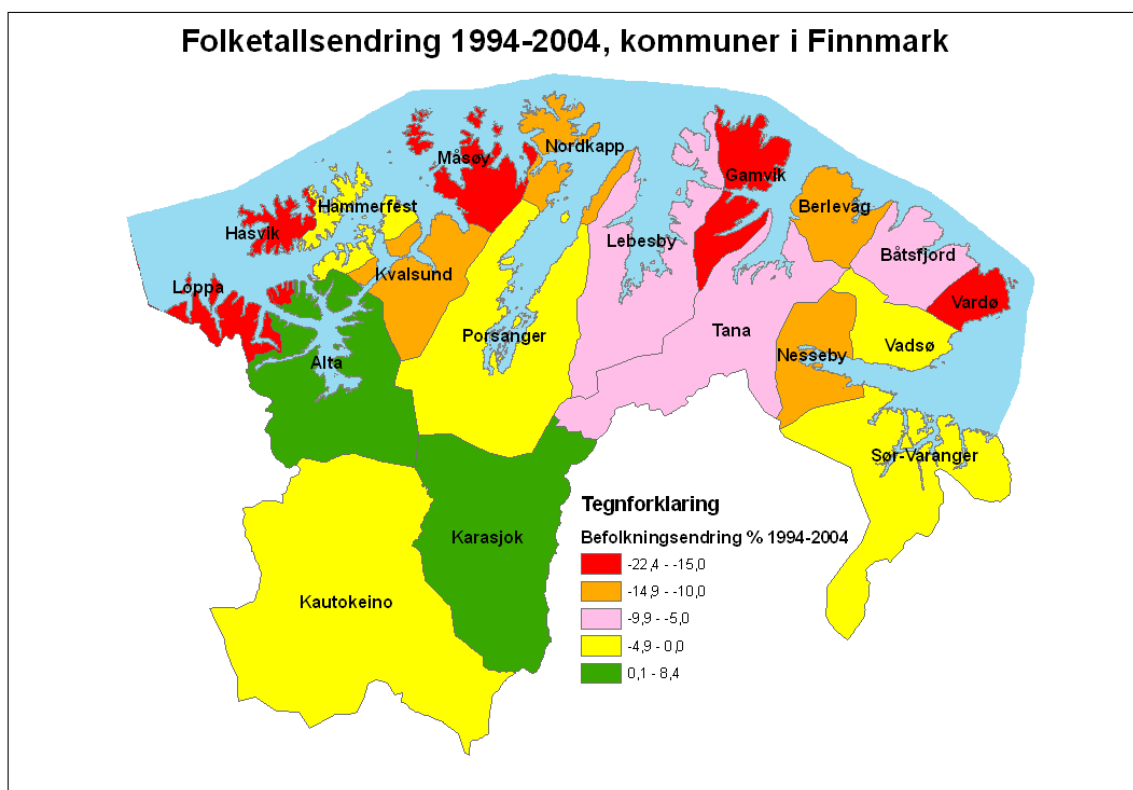 Folketallsendring 1994-2004, kommuner i Finnmark
Nordkapp
Måsøy
Gamvik
Hammerfest
Berlevåg
Hasvik
Lebesby
Båtsfjord
Kvalsund
Loppa
Vardø
Tana
Porsanger
Vadsø
Nesseby
Alta
Sør-Varanger
Karasjok
Kautokeino
Tegnforklaring
Befolkningsendring % 1994-2004
-22,4 - -15,0
-14,9 - -10,0
-9,9 - -5,0
-4,9 - 0,0
0,1 - 8,4